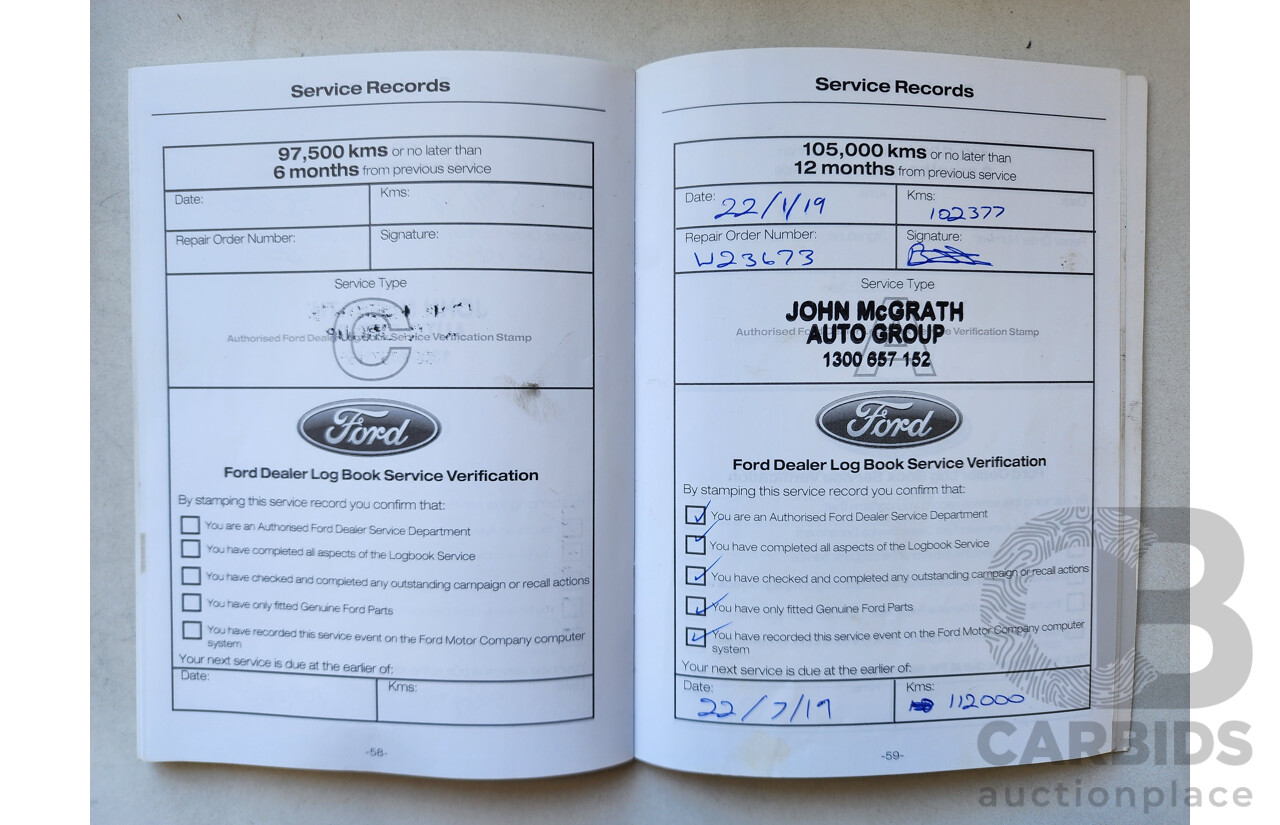 Service Records
97,500 kms or no later than
6 months from previous service
Date:
Kms:
Repair Order Number:
Signature:
Service Type
C
Authorised Ford Dealer Log Book Service Verification Stamp
Ford
Ford Dealer Log Book Service Verification
By stamping this service record you confirm that:
You are an Authorised Ford Dealer Service Department
You have completed all aspects of the Logbook Service
You have checked and completed any outstanding campaign or recall actions
You have only fitted Genuine Ford Parts
You have recorded this service event on the Ford Motor Company computer
system
Your next service is due at the earlier of:
Date:
Kms:
-58-
Service Records
105,000 kms or no later than
12 months from previous service
Date: 22/1/19
Kms: 102377
Repair Order Number:
W23673
Signature:
Service Type
A
JOHN McGRATH
AUTO GROUP
1300 657 152
Authorised Service Verification Stamp
Ford
Ford Dealer Log Book Service Verification
By stamping this service record you confirm that:
You are an Authorised Ford Dealer Service Department
You have completed all aspects of the Logbook Service
You have checked and completed any outstanding campaign or recall actions
You have only fitted Genuine Ford Parts
You have recorded this service event on the Ford Motor Company computer
system
Your next service is due at the earlier of:
Date: 22/7/19
Kms: 112000
-59-
CB
CARBIDS
auctionplace